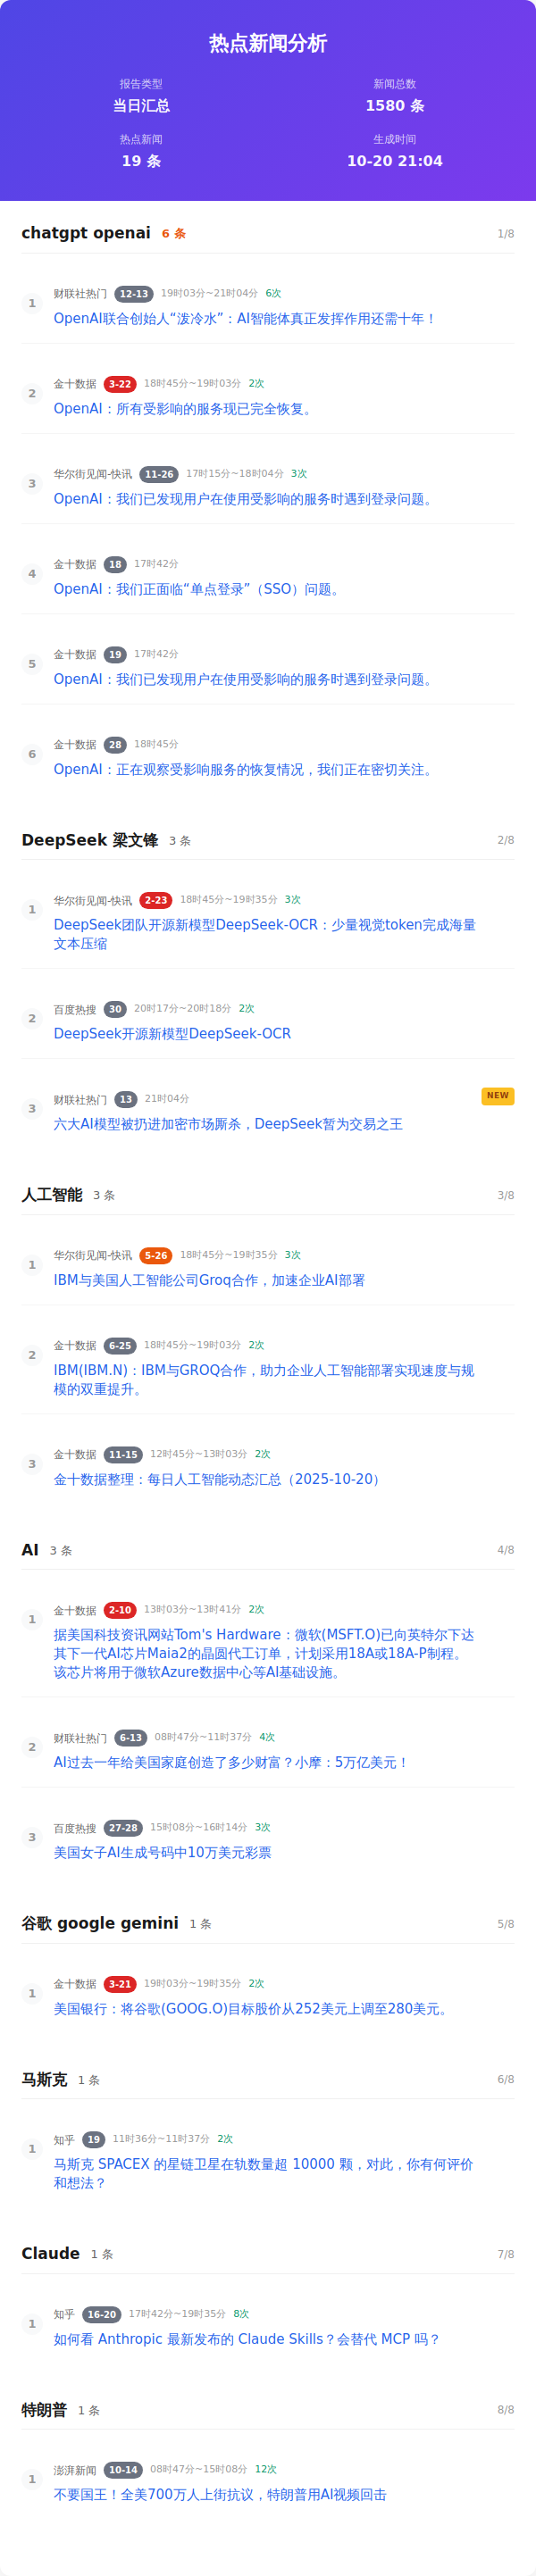 热点新闻分析
报告类型
当日汇总
新闻总数
1580 条
热点新闻
19 条
生成时间
10-20 21:04
chatgpt openai 6 条 1/8
1
财联社热门 12-13 19时03分~21时04分 6次
OpenAI联合创始人“泼冷水”：AI智能体真正发挥作用还需十年！
2
金十数据 3-22 18时45分~19时03分 2次
OpenAI：所有受影响的服务现已完全恢复。
3
华尔街见闻-快讯 11-26 17时15分~18时04分 3次
OpenAI：我们已发现用户在使用受影响的服务时遇到登录问题。
4
金十数据 18 17时42分
OpenAI：我们正面临“单点登录”（SSO）问题。
5
金十数据 19 17时42分
OpenAI：我们已发现用户在使用受影响的服务时遇到登录问题。
6
金十数据 28 18时45分
OpenAI：正在观察受影响服务的恢复情况，我们正在密切关注。
DeepSeek 梁文锋 3 条 2/8
1
华尔街见闻-快讯 2-23 18时45分~19时35分 3次
DeepSeek团队开源新模型DeepSeek-OCR：少量视觉token完成海量
文本压缩
2
百度热搜 30 20时17分~20时18分 2次
DeepSeek开源新模型DeepSeek-OCR
3
财联社热门 13 21时04分 NEW
六大AI模型被扔进加密市场厮杀，DeepSeek暂为交易之王
人工智能 3 条 3/8
1
华尔街见闻-快讯 5-26 18时45分~19时35分 3次
IBM与美国人工智能公司Groq合作，加速企业AI部署
2
金十数据 6-25 18时45分~19时03分 2次
IBM(IBM.N)：IBM与GROQ合作，助力企业人工智能部署实现速度与规
模的双重提升。
3
金十数据 11-15 12时45分~13时03分 2次
金十数据整理：每日人工智能动态汇总（2025-10-20）
AI 3 条 4/8
1
金十数据 2-10 13时03分~13时41分 2次
据美国科技资讯网站Tom's Hardware：微软(MSFT.O)已向英特尔下达
其下一代AI芯片Maia2的晶圆代工订单，计划采用18A或18A-P制程。
该芯片将用于微软Azure数据中心等AI基础设施。
2
财联社热门 6-13 08时47分~11时37分 4次
AI过去一年给美国家庭创造了多少财富？小摩：5万亿美元！
3
百度热搜 27-28 15时08分~16时14分 3次
美国女子AI生成号码中10万美元彩票
谷歌 google gemini 1 条 5/8
1
金十数据 3-21 19时03分~19时35分 2次
美国银行：将谷歌(GOOG.O)目标股价从252美元上调至280美元。
马斯克 1 条 6/8
1
知乎 19 11时36分~11时37分 2次
马斯克 SPACEX 的星链卫星在轨数量超 10000 颗，对此，你有何评价
和想法？
Claude 1 条 7/8
1
知乎 16-20 17时42分~19时35分 8次
如何看 Anthropic 最新发布的 Claude Skills？会替代 MCP 吗？
特朗普 1 条 8/8
1
澎湃新闻 10-14 08时47分~15时08分 12次
不要国王！全美700万人上街抗议，特朗普用AI视频回击